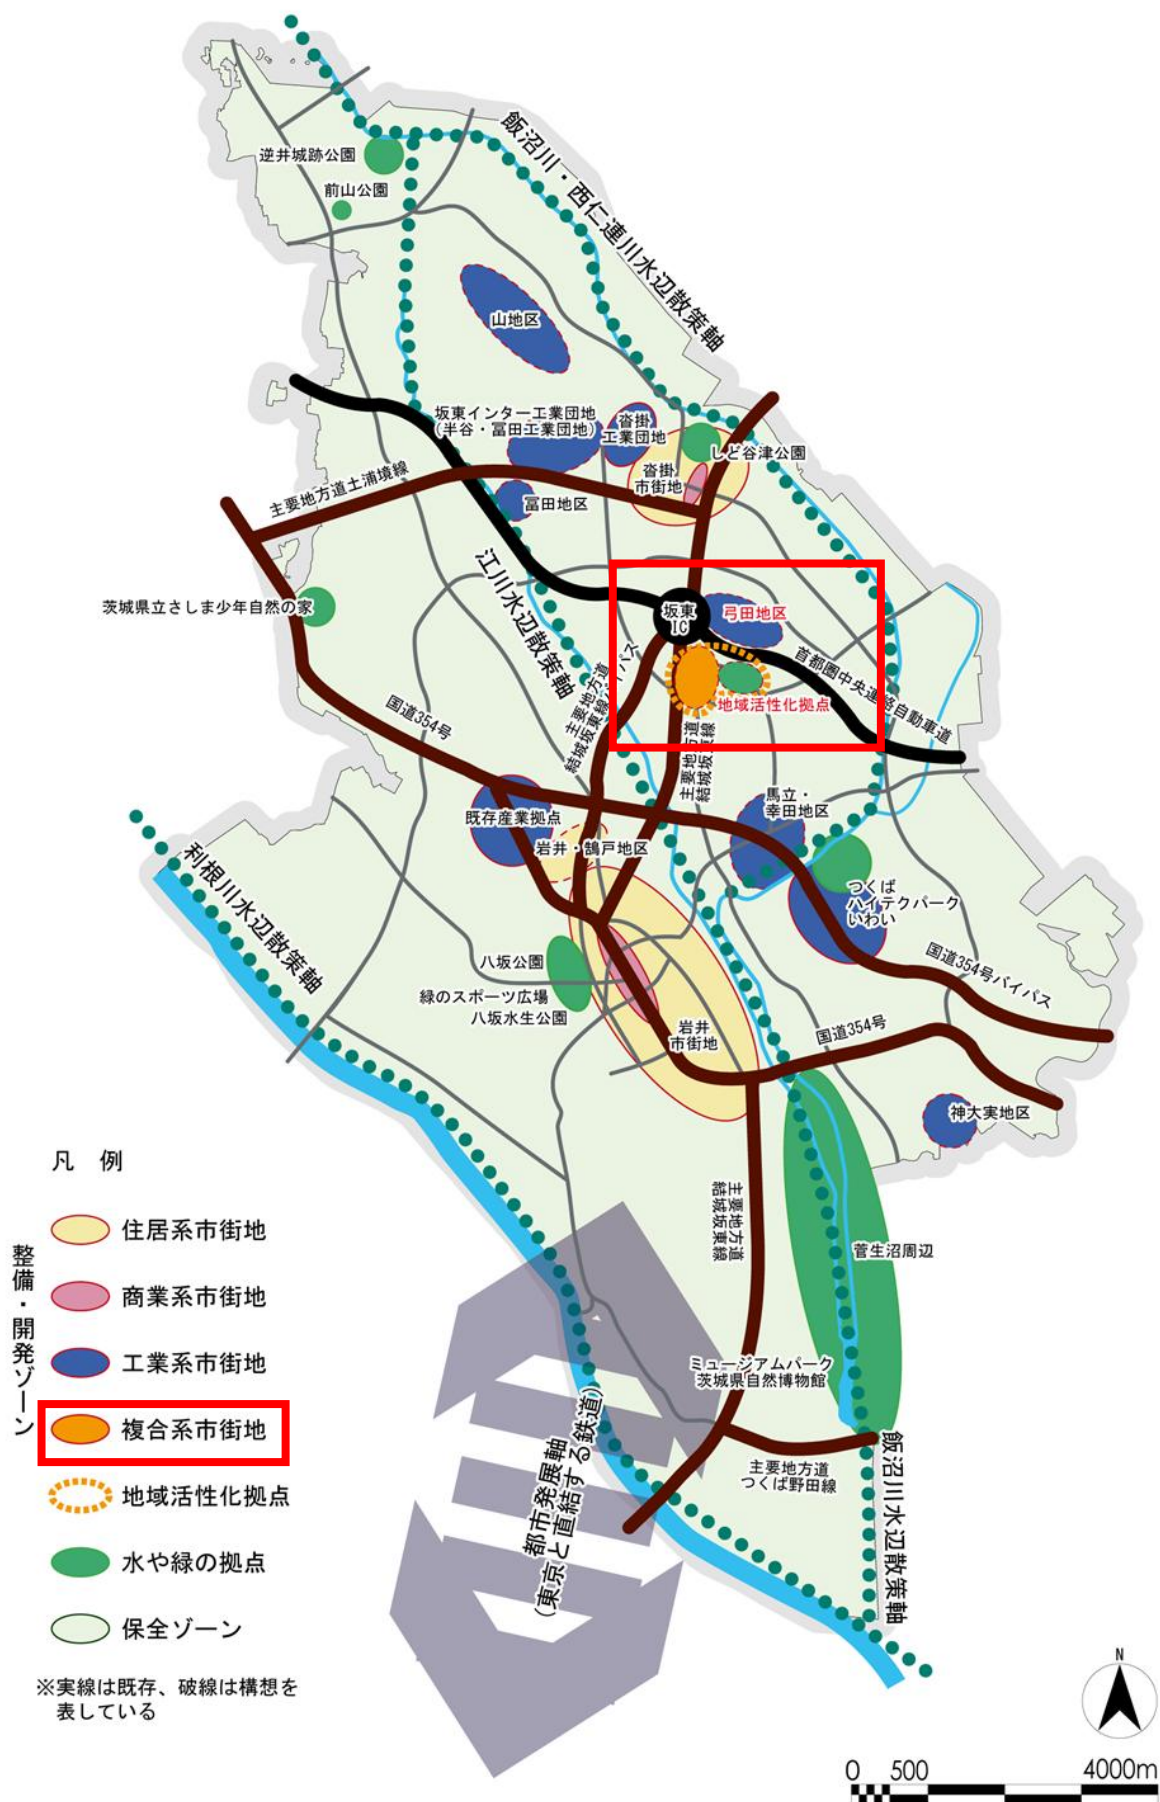 飯沼川・西仁連川水辺散策軸
逆井城跡公園
前山公園
山地区
坂東インター工業団地
(半谷・冨田工業団地)
沓掛
工業団地
しど谷津公園
沓掛
市街地
主要地方道土浦境線
冨田地区
江川水辺散策軸
茨城県立さしま少年自然の家
坂東
IC
弓田地区
首都圏中央連絡自動車道
地域活性化拠点
主要地方道
結城坂東線バイパス
主要地方道
結城坂東線
国道354号
馬立・
幸田地区
既存産業拠点
岩井・鵠戸地区
利根川水辺散策軸
つくば
ハイテクパーク
いわい
八坂公園
緑のスポーツ広場
八坂水生公園
国道354号バイパス
岩井
市街地
国道354号
神大実地区
主要地方道
結城坂東線
菅生沼周辺
ミュージアムパーク
茨城県自然博物館
都市発展軸
(東京と直結する鉄道)
主要地方道
つくば野田線
飯沼川水辺散策軸
凡 例
整備・開発ゾーン
住居系市街地
商業系市街地
工業系市街地
複合系市街地
地域活性化拠点
水や緑の拠点
保全ゾーン
※実線は既存、破線は構想を
表している
N
0 500 4000m